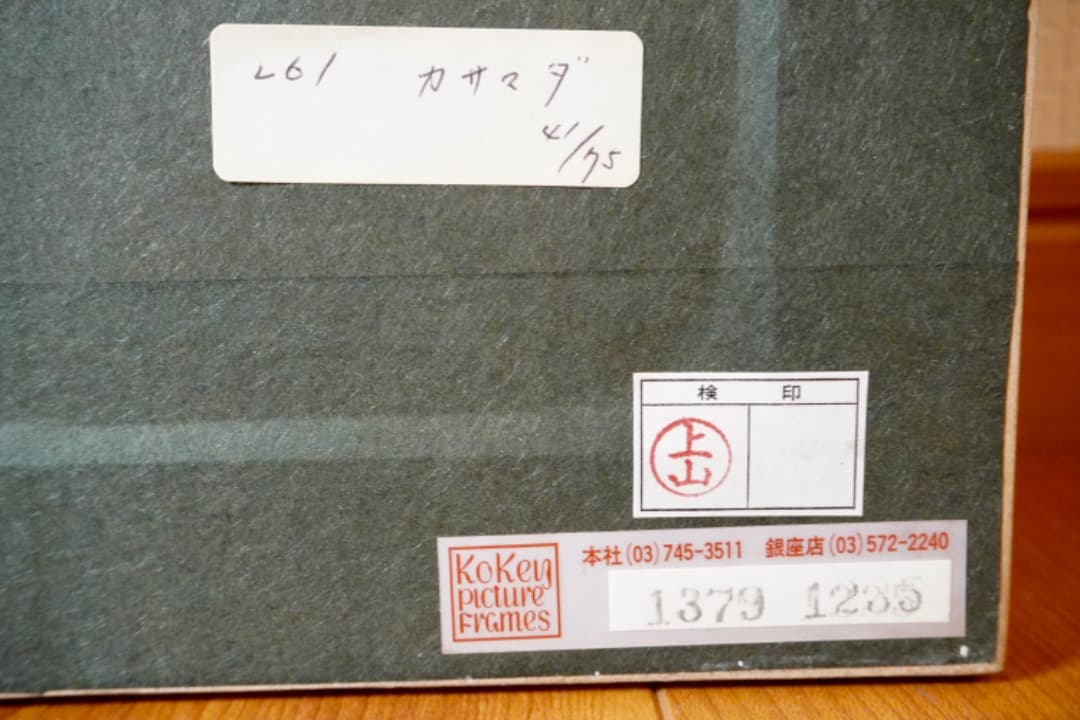 L61 カサマダ
41/75
検 印
上山
本社(03)745-3511 銀座店(03)572-2240
KoKey
picture
Frames
1379 1235